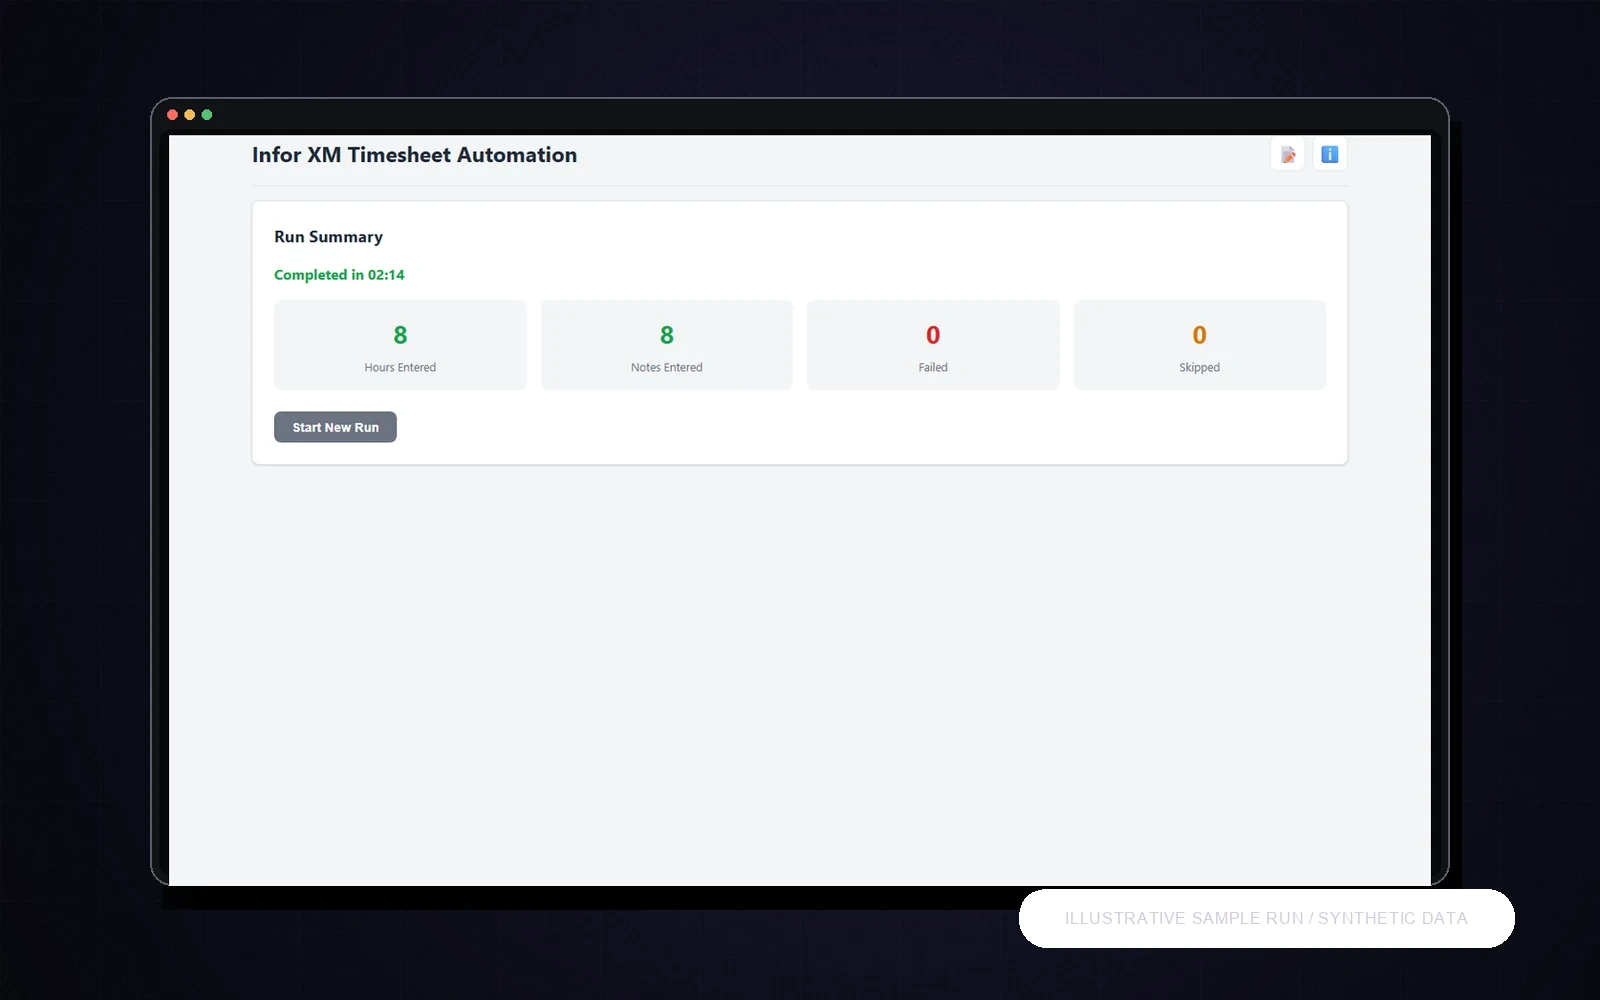 Infor XM Timesheet Automation
Run Summary
Completed in 02:14
8
Hours Entered
8
Notes Entered
0
Failed
0
Skipped
Start New Run
ILLUSTRATIVE SAMPLE RUN / SYNTHETIC DATA